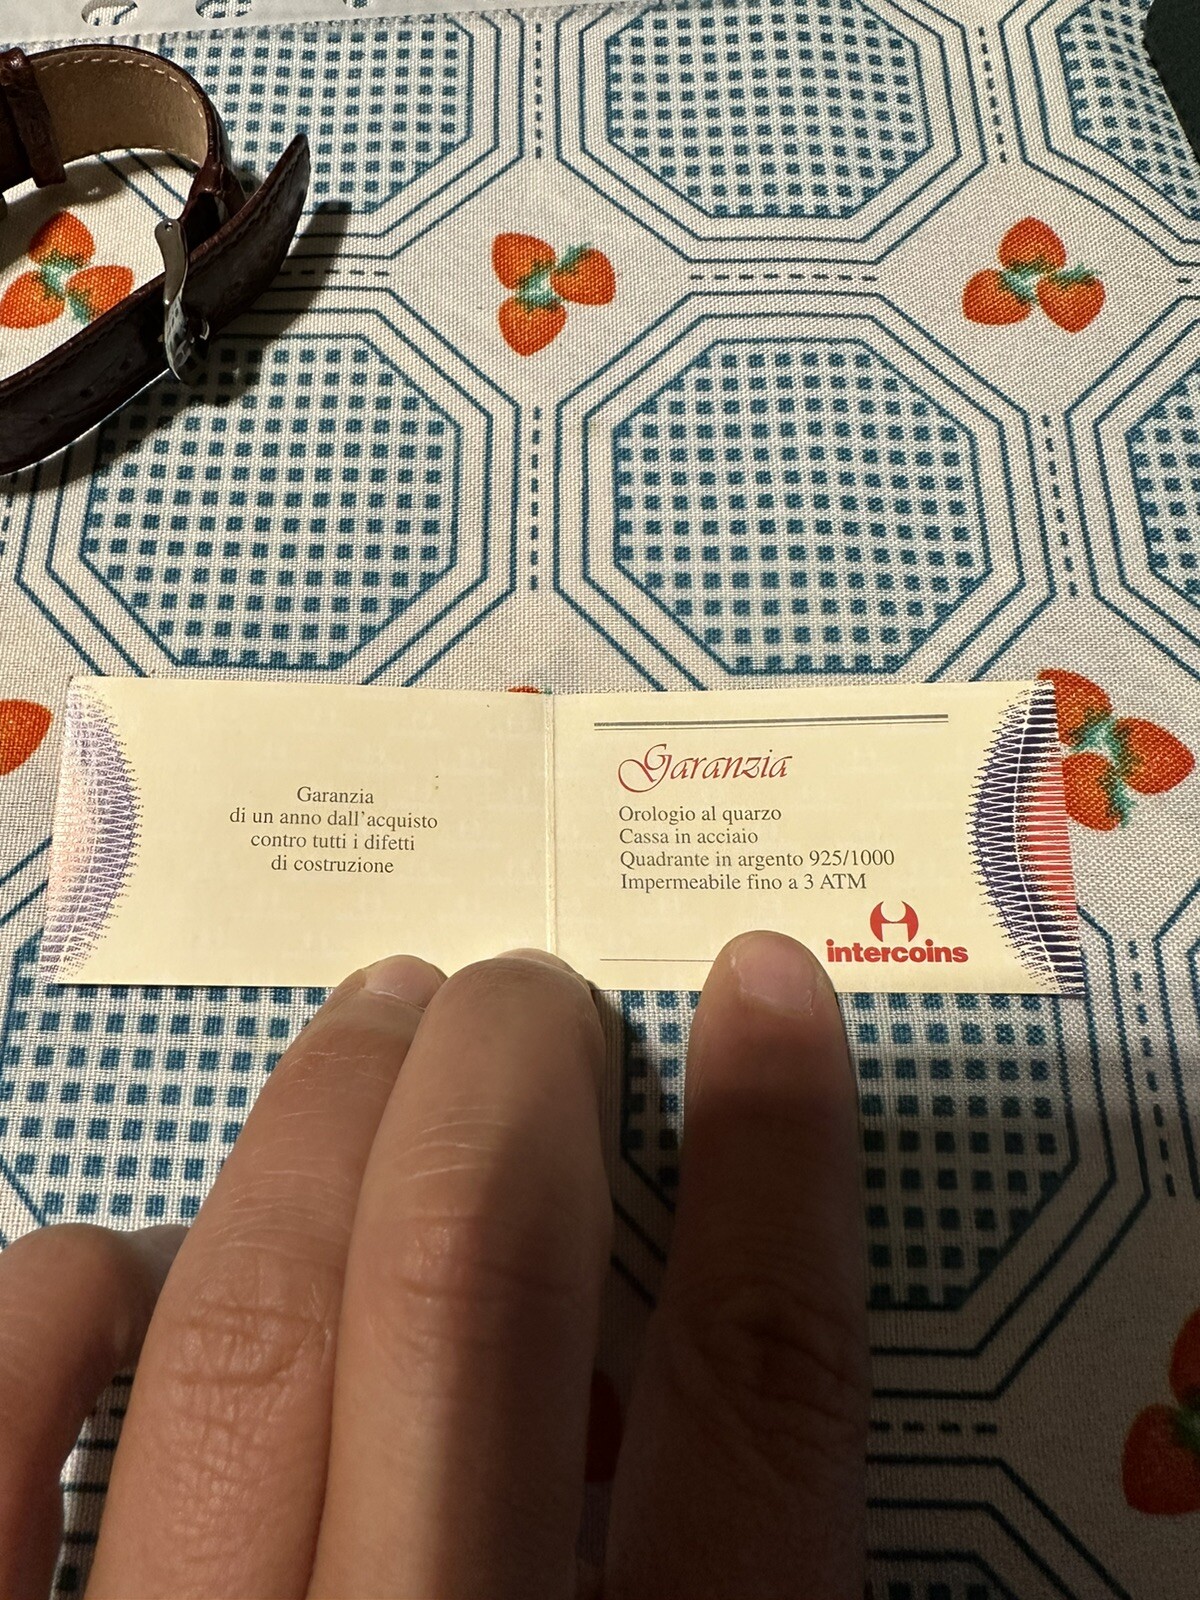 Garanzia
di un anno dall'acquisto
contro tutti i difetti
di costruzione
Garanzia
Orologio al quarzo
Cassa in acciaio
Quadrante in argento 925/1000
Impermeabile fino a 3 ATM
intercoins